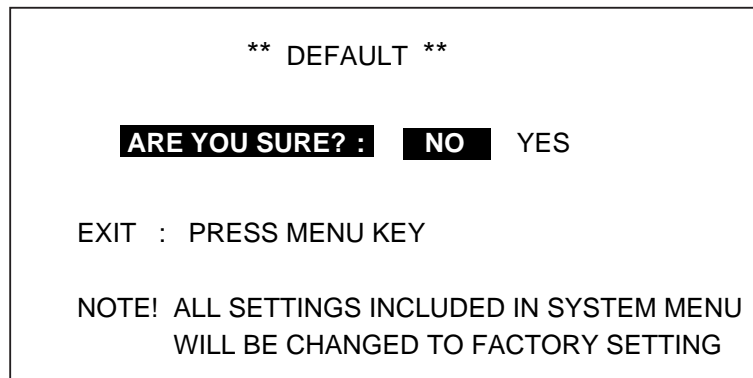 ** DEFAULT **
ARE YOU SURE? : NO YES
EXIT : PRESS MENU KEY
NOTE! ALL SETTINGS INCLUDED IN SYSTEM MENU
WILL BE CHANGED TO FACTORY SETTING